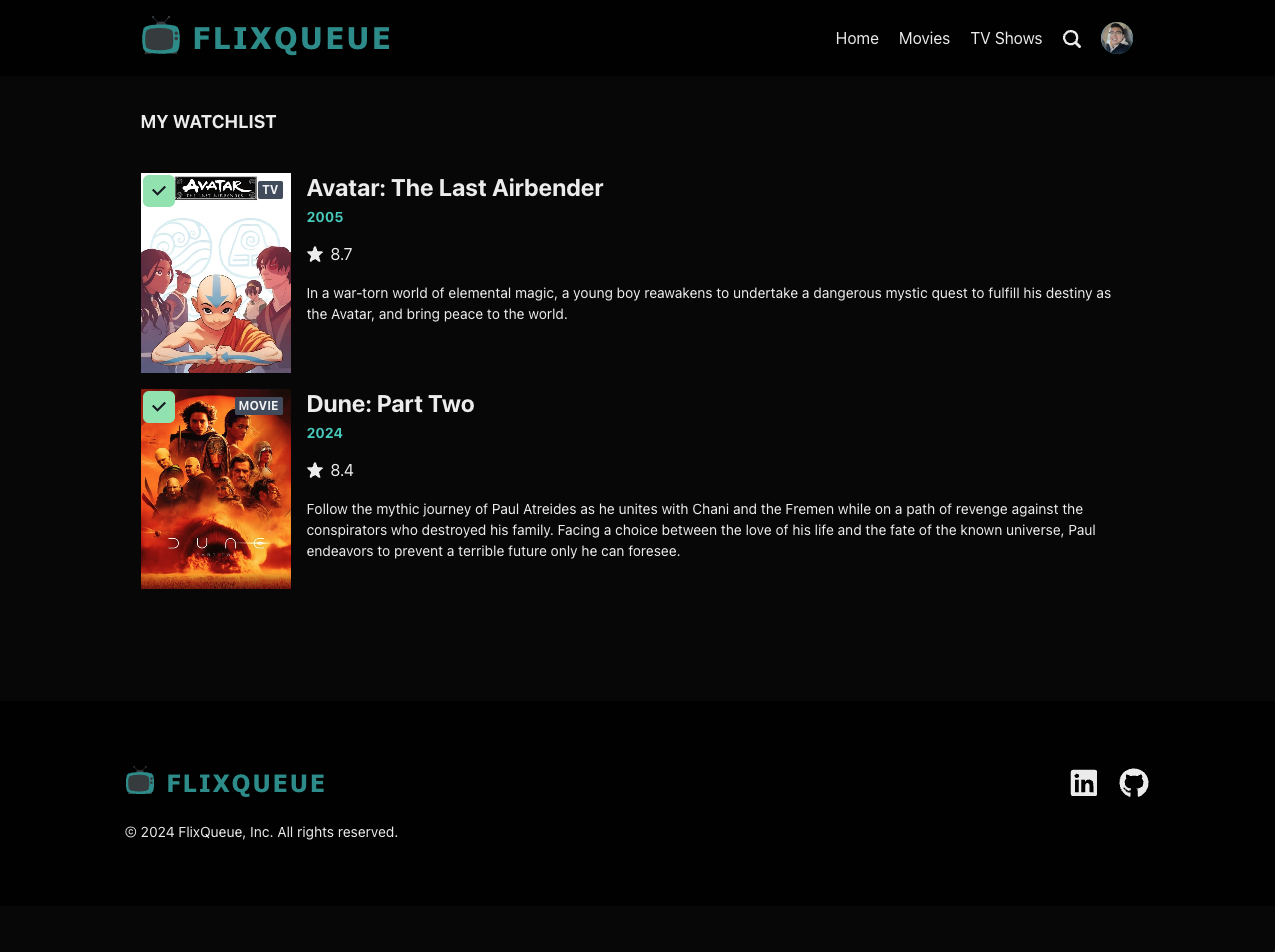 FLIXQUEUE
Home Movies TV Shows
MY WATCHLIST
AVATAR
THE LAST AIRBENDER
TV
Avatar: The Last Airbender
2005
8.7
In a war-torn world of elemental magic, a young boy reawakens to undertake a dangerous mystic quest to fulfill his destiny as
the Avatar, and bring peace to the world.
MOVIE
DUNE
Dune: Part Two
2024
8.4
Follow the mythic journey of Paul Atreides as he unites with Chani and the Fremen while on a path of revenge against the
conspirators who destroyed his family. Facing a choice between the love of his life and the fate of the known universe, Paul
endeavors to prevent a terrible future only he can foresee.
FLIXQUEUE
in
© 2024 FlixQueue, Inc. All rights reserved.